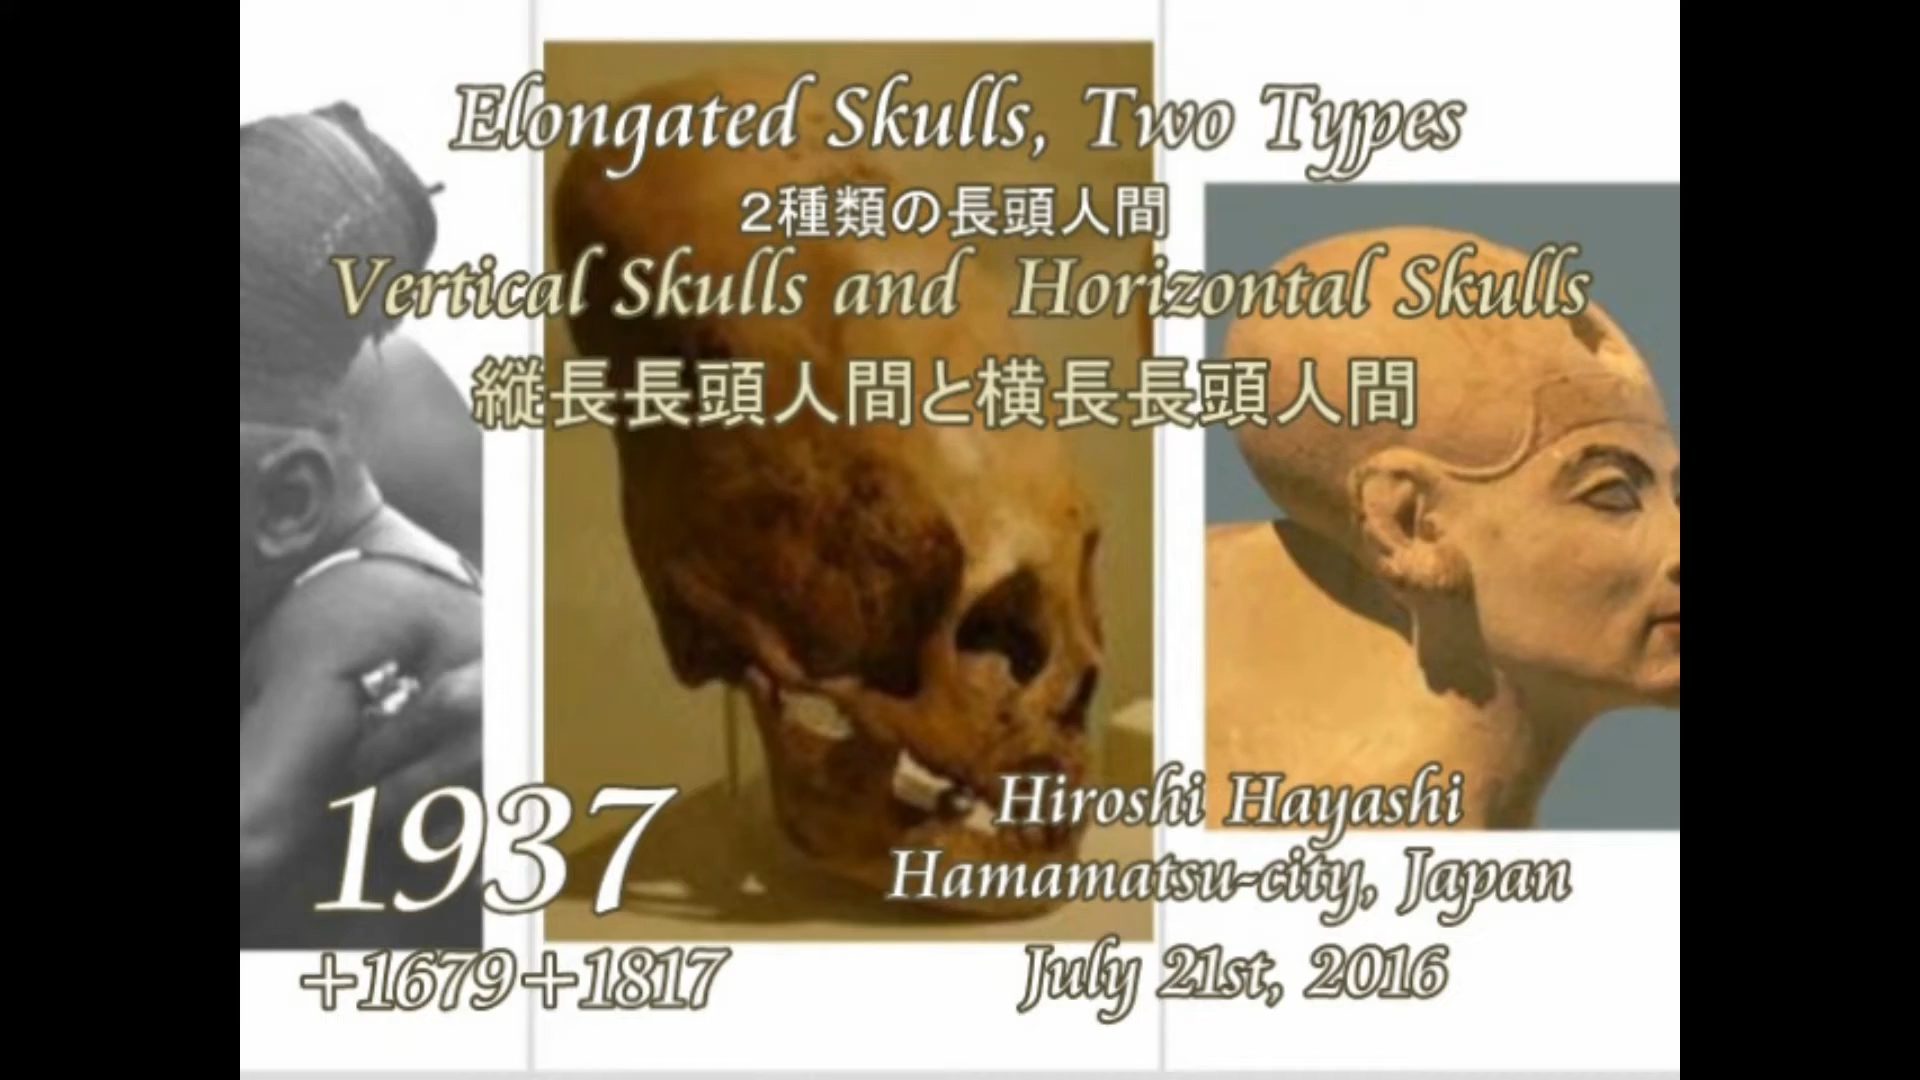 Elongated Skulls, Two Types
２種類の長頭人間
Vertical Skulls and Horizontal Skulls
縦長長頭人間と横長長頭人間
1937
+1679+1817
Hiroshi Hayashi
Hamamatsu-city, Japan
July 21st, 2016